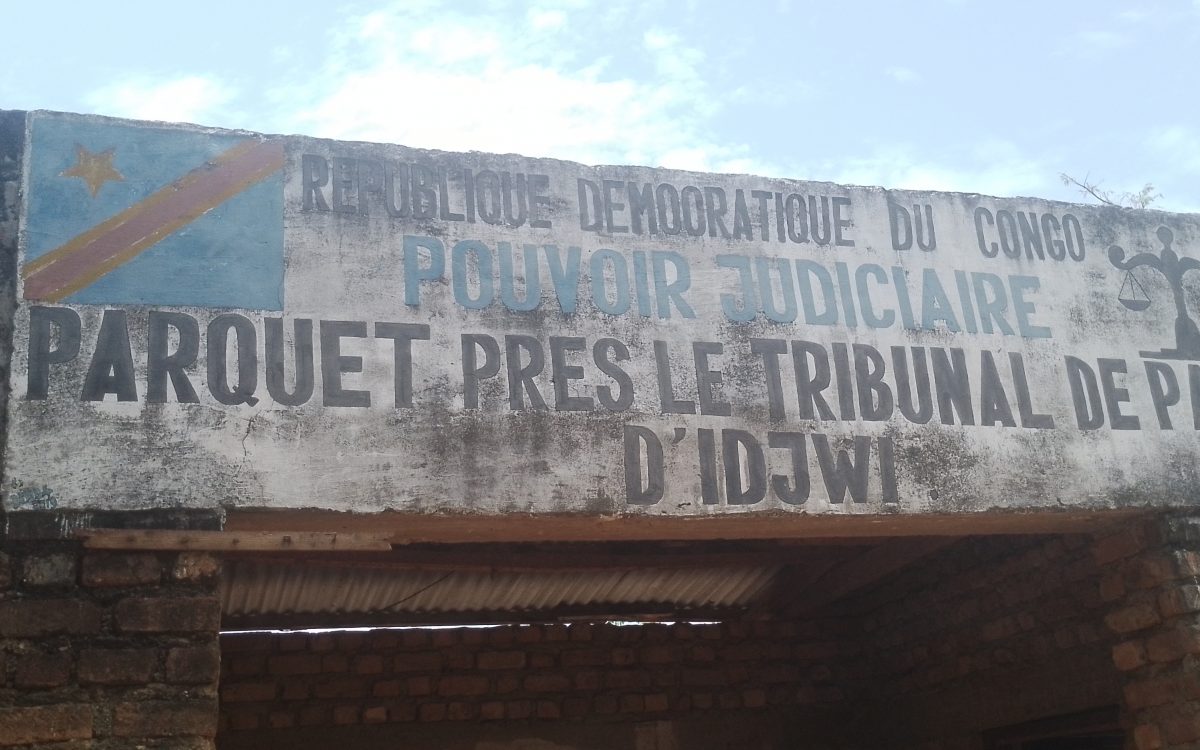 REPUBLIQUE DEMOORATIQUE DU CONGO
POUVOIR JUDICIAIRE
PARQUET PRES LE TRIBUNAL DE
D'IDJWI